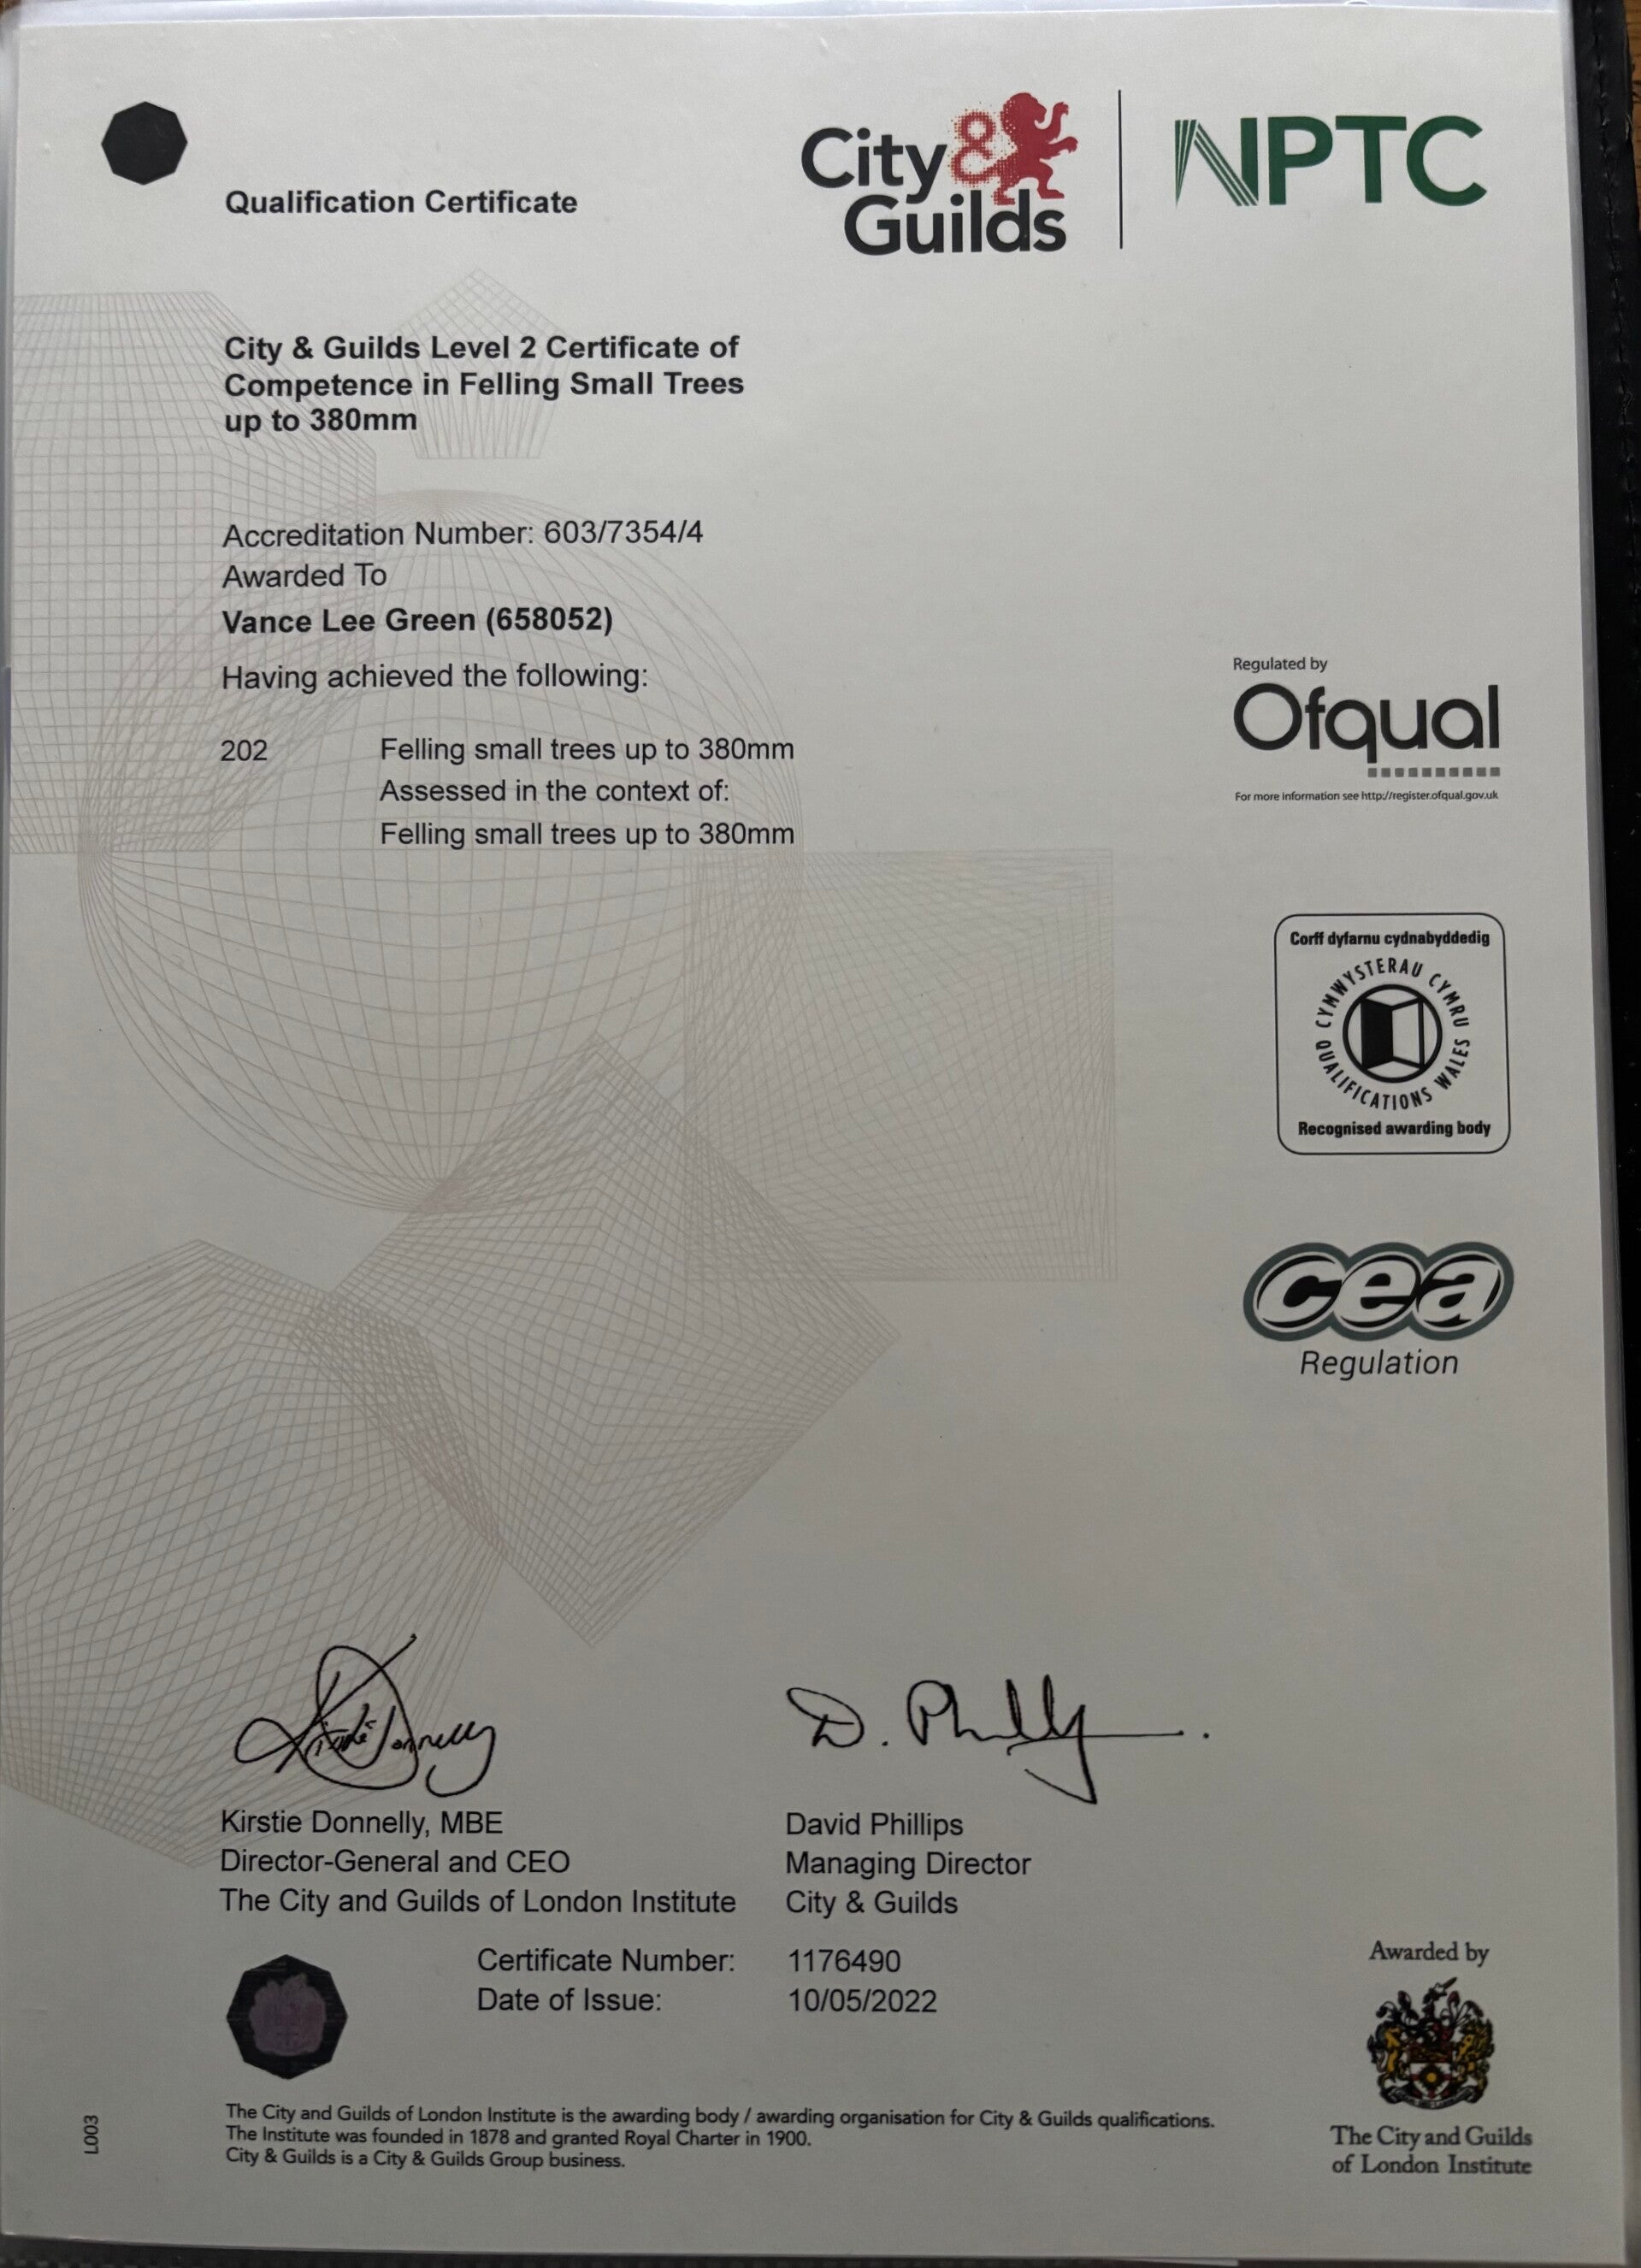 City & Guilds
NPTC
Qualification Certificate
City & Guilds Level 2 Certificate of
Competence in Felling Small Trees
up to 380mm
Accreditation Number: 603/7354/4
Awarded To
Vance Lee Green (658052)
Having achieved the following:
202 Felling small trees up to 380mm
Assessed in the context of:
Felling small trees up to 380mm
Regulated by
Ofqual
For more information see http://register.ofqual.gov.uk
Corff dyfarnu cydnabyddedig
CYMWYSTERAU CYMRU
QUALIFICATIONS WALES
Recognised awarding body
cea
Regulation
Kirstie Donnelly
D. Phillips
Kirstie Donnelly, MBE
Director-General and CEO
The City and Guilds of London Institute
David Phillips
Managing Director
City & Guilds
Certificate Number: 1176490
Date of Issue: 10/05/2022
Awarded by
The City and Guilds
of London Institute
The City and Guilds of London Institute is the awarding body / awarding organisation for City & Guilds qualifications.
The Institute was founded in 1878 and granted Royal Charter in 1900.
City & Guilds is a City & Guilds Group business.
L003